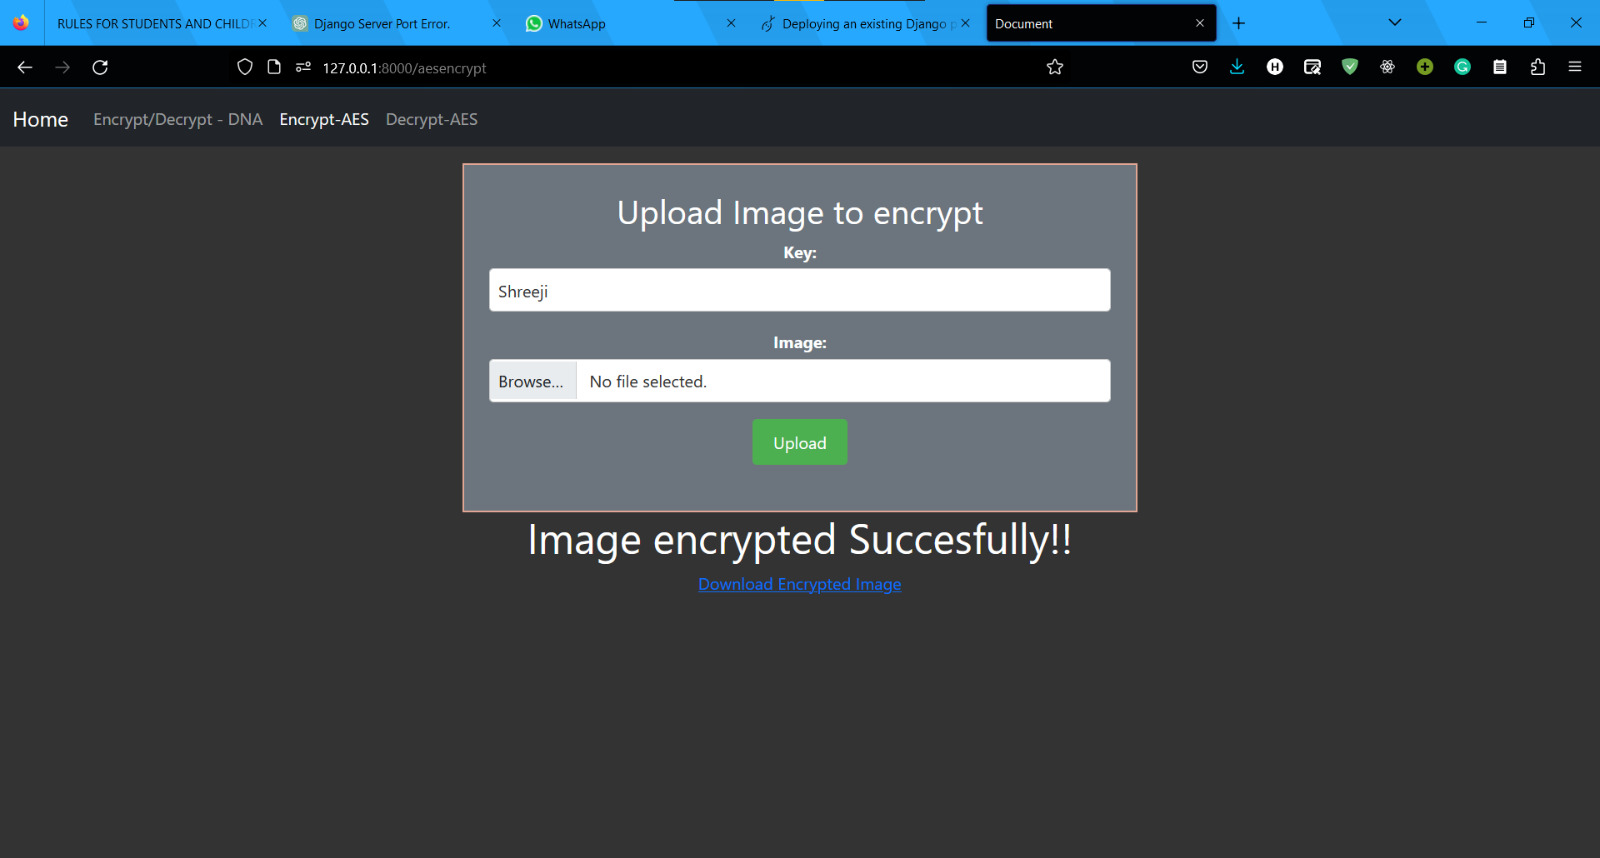 RULES FOR STUDENTS AND CHILD
Django Server Port Error.
WhatsApp
Deploying an existing Django p
Document
127.0.0.1:8000/aesencrypt
Home
Encrypt/Decrypt - DNA
Encrypt-AES
Decrypt-AES
Upload Image to encrypt
Key:
Shreeji
Image:
Browse...
No file selected.
Upload
Image encrypted Succesfully!!
Download Encrypted Image